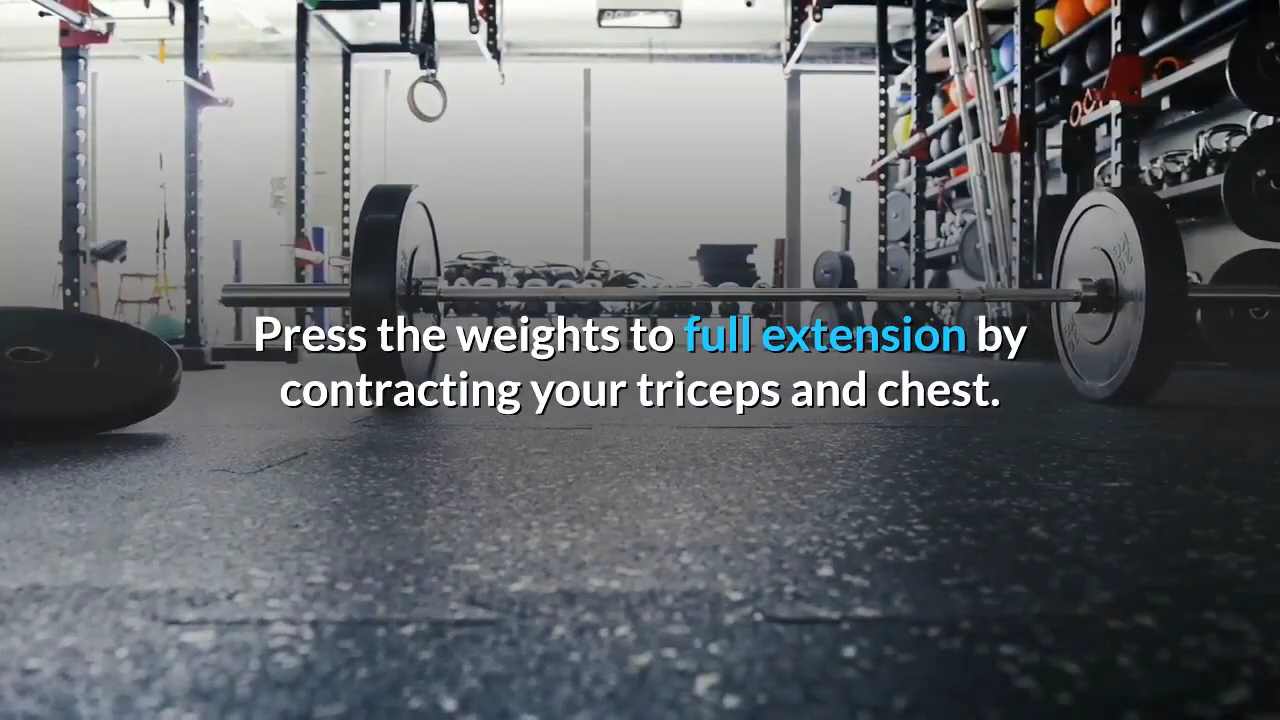 Press the weights to full extension by
contracting your triceps and chest.